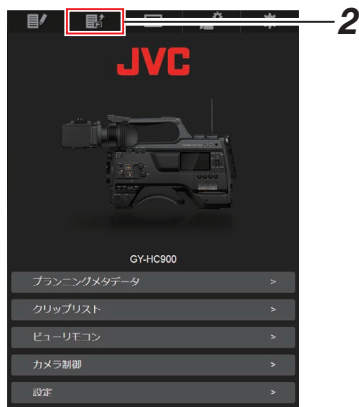 2
JVC
GY-HC900
プランニングメタデータ >
クリップリスト >
ビューリモコン >
カメラ制御 >
設定 >